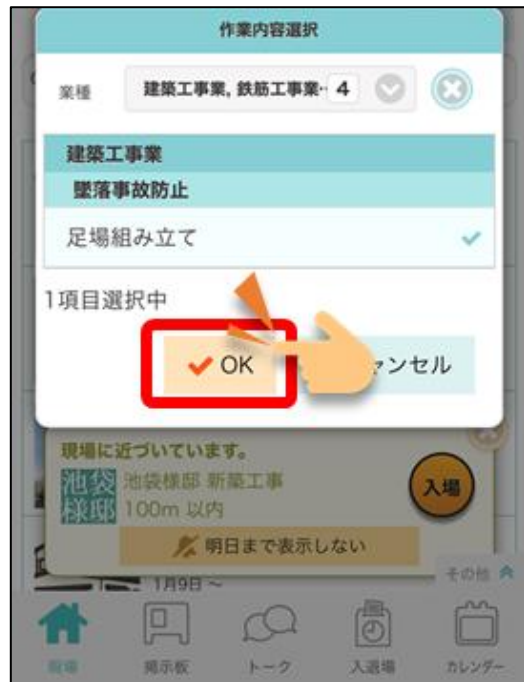 作業内容選択
業種 建築工事業, 鉄筋工事業‥ 4
建築工事業
墜落事故防止
足場組み立て
1項目選択中
OK ャンセル
現場に近づいています。
池袋様邸 池袋様邸 新築工事
100m 以内
入場
明日まで表示しない
1月9日 ~
その他
現場 掲示板 トーク 入退場 カレンダー